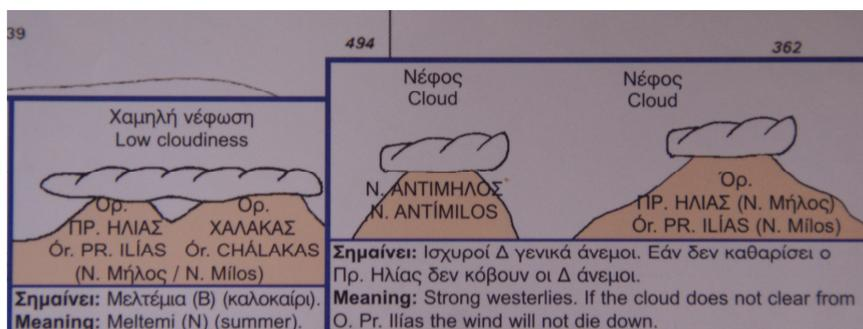 39
494
362
Χαμηλή νέφωση
Low cloudiness
Όρ.
ΠΡ. ΗΛΙΑΣ
Ór. PR. ILÍAS
Όρ.
ΧΑΛΑΚΑΣ
Ór. CHÁLAKAS
(Ν. Μήλος / N. Mílos)
Σημαίνει: Μελτέμια (Β) (καλοκαίρι).
Meaning: Meltemi (N) (summer).
Νέφος
Cloud
Ν. ΑΝΤΙΜΗΛΟΣ
N. ANTÍMILOS
Νέφος
Cloud
Όρ.
ΠΡ. ΗΛΙΑΣ (Ν. Μήλος)
Ór. PR. ILÍAS (N. Mílos)
Σημαίνει: Ισχυροί Δ γενικά άνεμοι. Εάν δεν καθαρίσει ο
Πρ. Ηλίας δεν κόβουν οι Δ άνεμοι.
Meaning: Strong westerlies. If the cloud does not clear from
O. Pr. Ilías the wind will not die down.